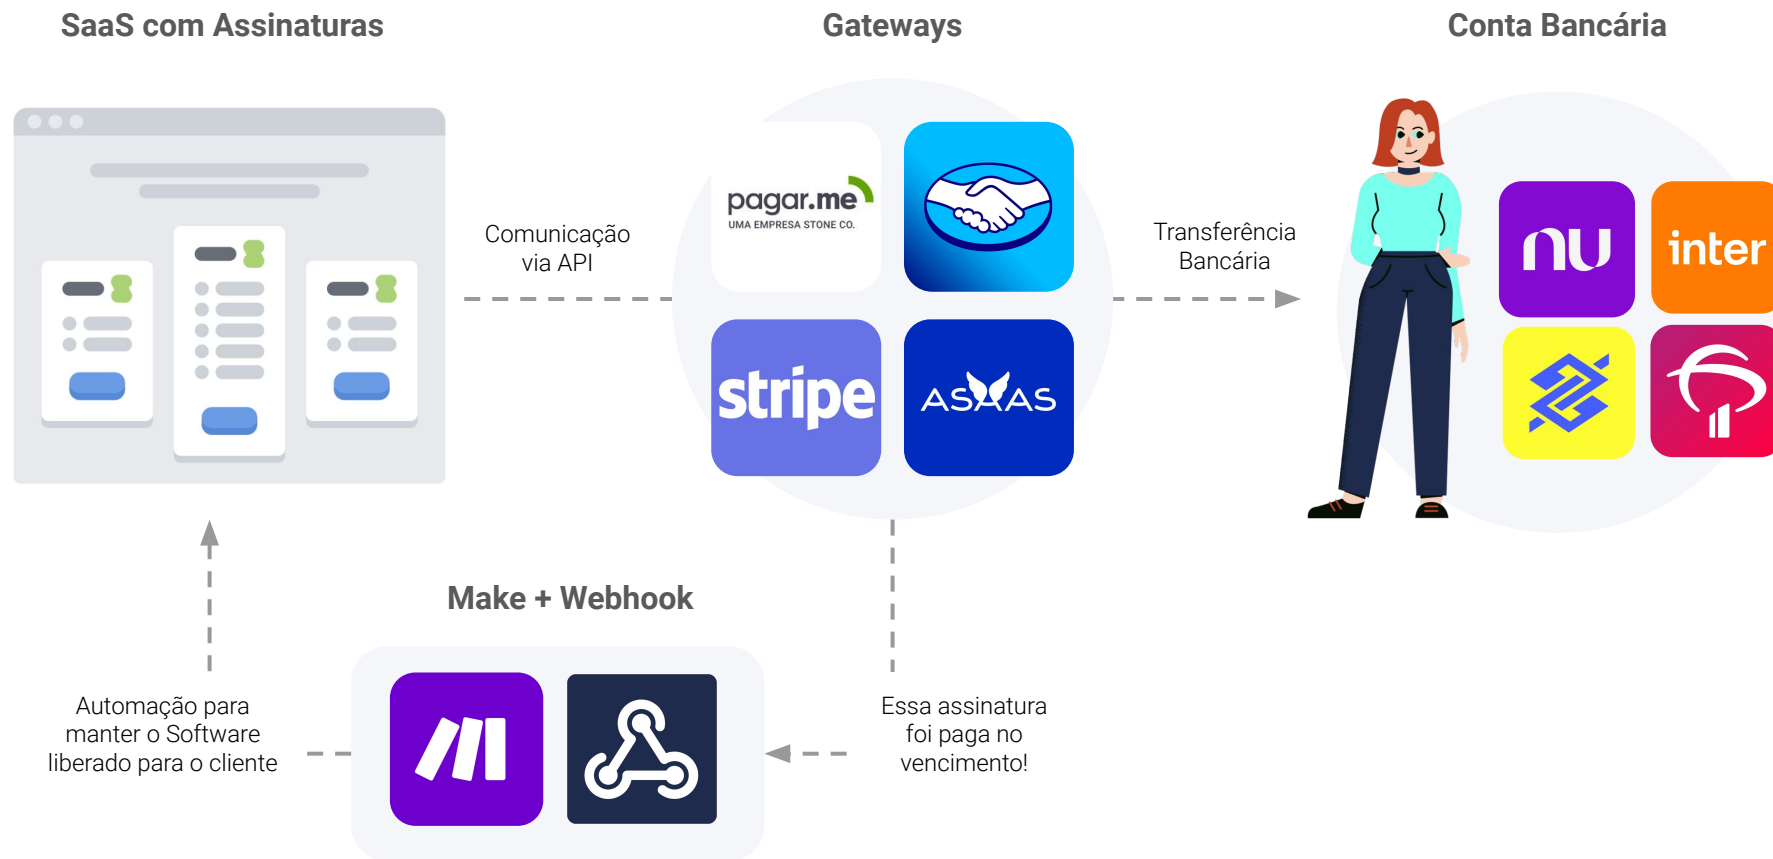 SaaS com Assinaturas
Gateways
Conta Bancária
Comunicação
via API
pagar.me
UMA EMPRESA STONE CO.
stripe
ASAAS
Transferência
Bancária
nu
inter
Make + Webhook
Automação para
manter o Software
liberado para o cliente
Essa assinatura
foi paga no
vencimento!